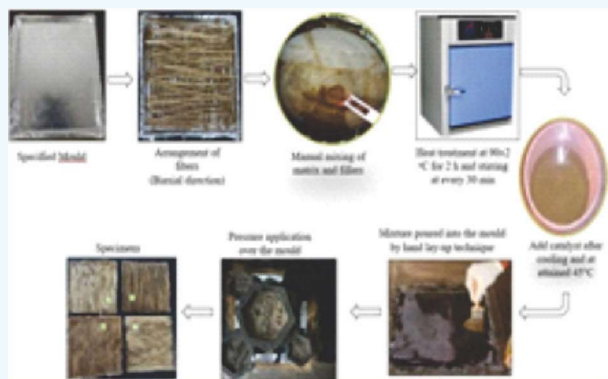 Specified Mould
Arrangement of
fibers
(Biaxial direction)
Manual mixing of
matrix and fillers
Heat treatment at 90±2
°C for 2 h and stirring
at every 30 min
Add catalyst after
cooling and at
attained 45°C
Mixture poured into the mould
by hand lay-up technique
Pressure application
over the mould
Specimens